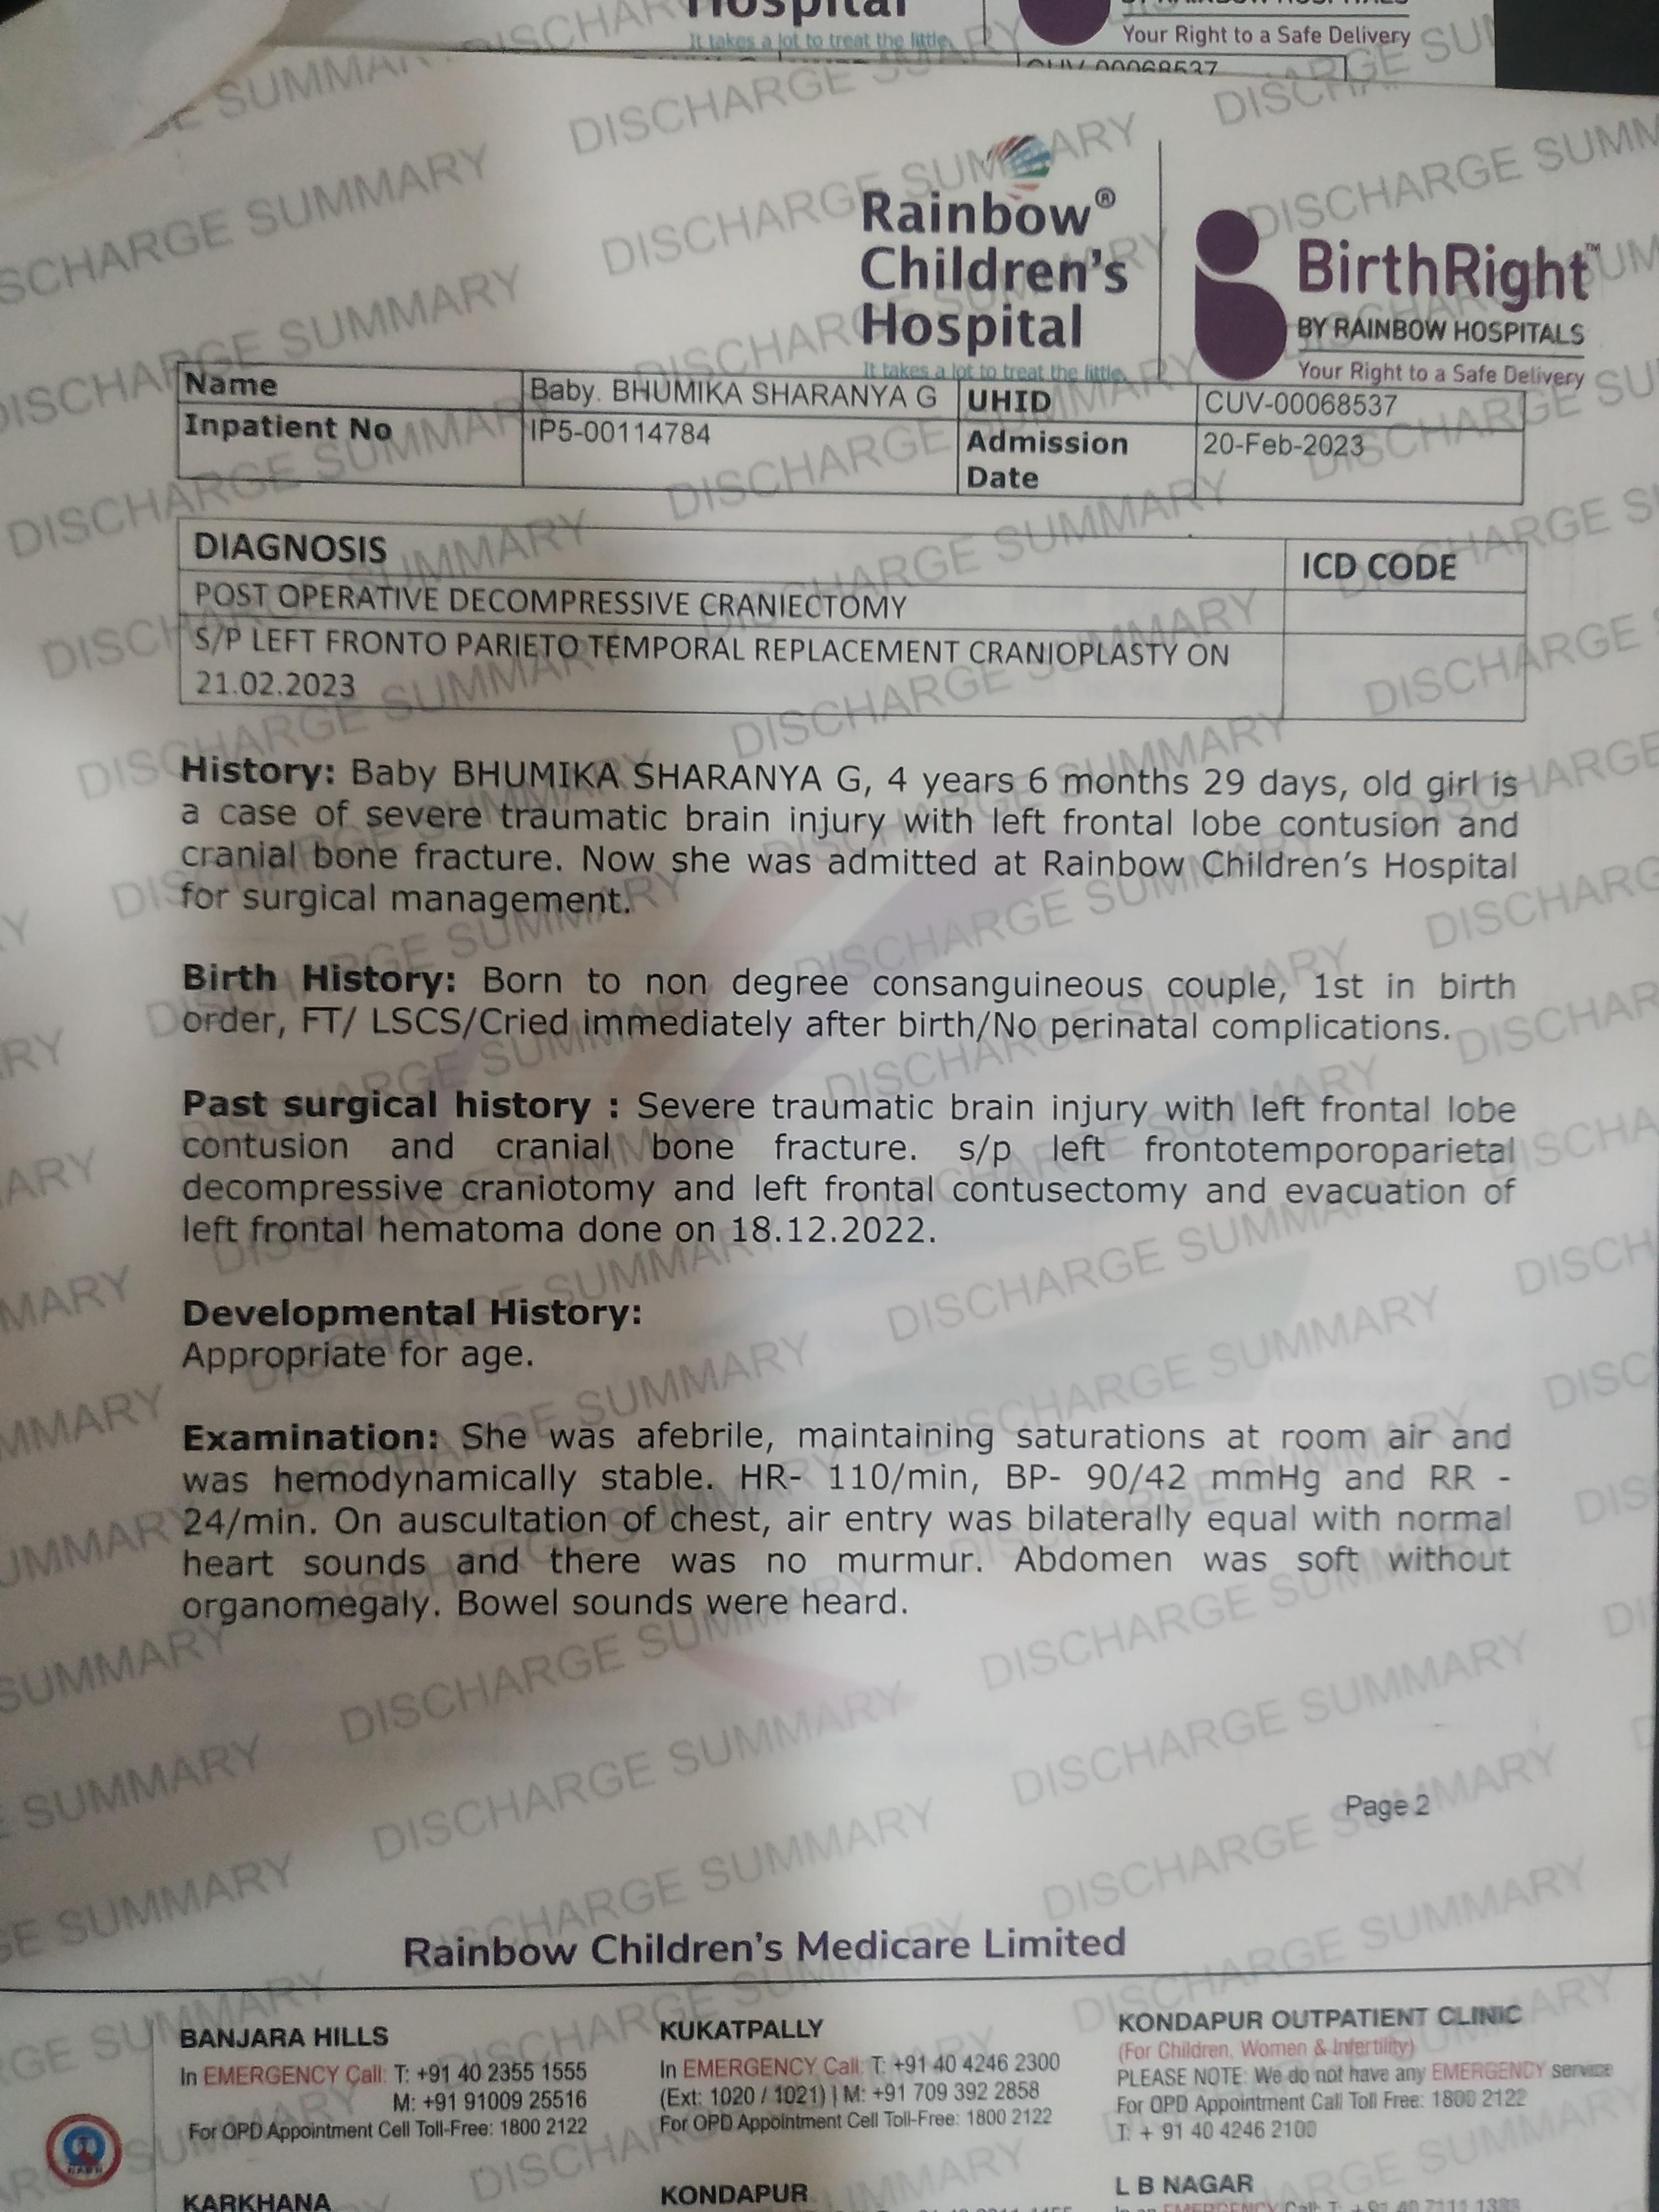 Hospital
It takes a lot to treat the little.
Your Right to a Safe Delivery
CUV-00068537
Rainbow®
Children's
Hospital
It takes a lot to treat the little.
BirthRight™
BY RAINBOW HOSPITALS
Your Right to a Safe Delivery
Name Baby. BHUMIKA SHARANYA G UHID CUV-00068537
Inpatient No IP5-00114784 Admission Date 20-Feb-2023
DIAGNOSIS ICD CODE
POST OPERATIVE DECOMPRESSIVE CRANIECTOMY
S/P LEFT FRONTO PARIETO TEMPORAL REPLACEMENT CRANIOPLASTY ON
21.02.2023
History: Baby BHUMIKA SHARANYA G, 4 years 6 months 29 days, old girl is
a case of severe traumatic brain injury with left frontal lobe contusion and
cranial bone fracture. Now she was admitted at Rainbow Children's Hospital
for surgical management.
Birth History: Born to non degree consanguineous couple, 1st in birth
order, FT/ LSCS/Cried immediately after birth/No perinatal complications.
Past surgical history : Severe traumatic brain injury with left frontal lobe
contusion and cranial bone fracture. s/p left frontotemporoparietal
decompressive craniotomy and left frontal contusectomy and evacuation of
left frontal hematoma done on 18.12.2022.
Developmental History:
Appropriate for age.
Examination: She was afebrile, maintaining saturations at room air and
was hemodynamically stable. HR- 110/min, BP- 90/42 mmHg and RR -
24/min. On auscultation of chest, air entry was bilaterally equal with normal
heart sounds and there was no murmur. Abdomen was soft without
organomegaly. Bowel sounds were heard.
Page 2
DISCHARGE SUMMARY
Rainbow Children's Medicare Limited
BANJARA HILLS
In EMERGENCY Call: T: +91 40 2355 1555
M: +91 91009 25516
For OPD Appointment Cell Toll-Free: 1800 2122
KUKATPALLY
In EMERGENCY Call: T: +91 40 4246 2300
(Ext: 1020 / 1021) | M: +91 709 392 2858
For OPD Appointment Cell Toll-Free: 1800 2122
KONDAPUR OUTPATIENT CLINIC
(For Children, Women & Infertility)
PLEASE NOTE: We do not have any EMERGENCY service
For OPD Appointment Call Toll Free: 1800 2122
T: + 91 40 4246 2100
KARKHANA
KONDAPUR
L B NAGAR